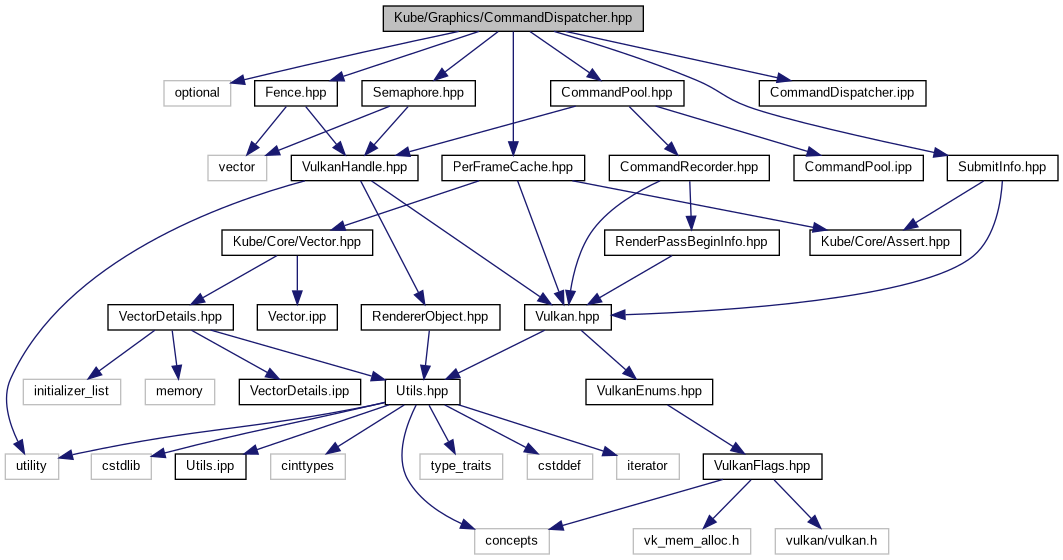 Kube/Graphics/CommandDispatcher.hpp
optional
Fence.hpp
Semaphore.hpp
CommandPool.hpp
CommandDispatcher.ipp
vector
VulkanHandle.hpp
PerFrameCache.hpp
CommandRecorder.hpp
CommandPool.ipp
SubmitInfo.hpp
Kube/Core/Vector.hpp
RenderPassBeginInfo.hpp
Kube/Core/Assert.hpp
VectorDetails.hpp
Vector.ipp
RendererObject.hpp
Vulkan.hpp
initializer_list
memory
VectorDetails.ipp
Utils.hpp
VulkanEnums.hpp
utility
cstdlib
Utils.ipp
cinttypes
type_traits
cstddef
iterator
VulkanFlags.hpp
concepts
vk_mem_alloc.h
vulkan/vulkan.h